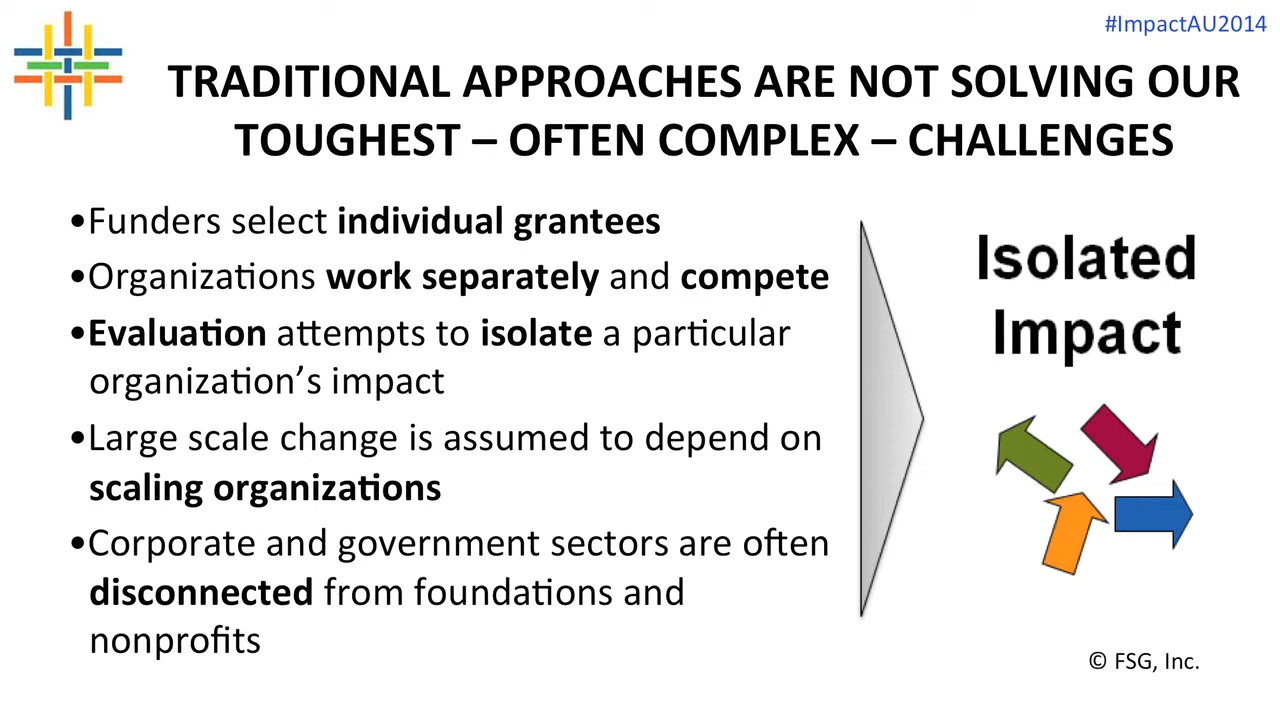 #ImpactAU2014
TRADITIONAL APPROACHES ARE NOT SOLVING OUR
TOUGHEST – OFTEN COMPLEX – CHALLENGES
•Funders select individual grantees
•Organizations work separately and compete
•Evaluation attempts to isolate a particular
organization’s impact
•Large scale change is assumed to depend on
scaling organizations
•Corporate and government sectors are often
disconnected from foundations and
nonprofits
Isolated
Impact
© FSG, Inc.